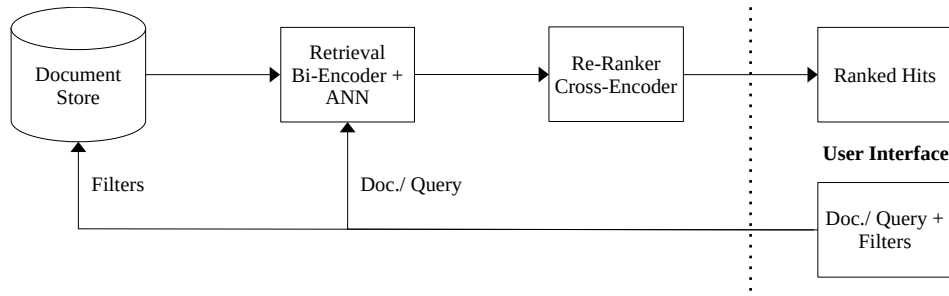 Document
Store
Retrieval
Bi-Encoder +
ANN
Re-Ranker
Cross-Encoder
Ranked Hits
User Interface
Filters
Doc./ Query
Doc./ Query +
Filters